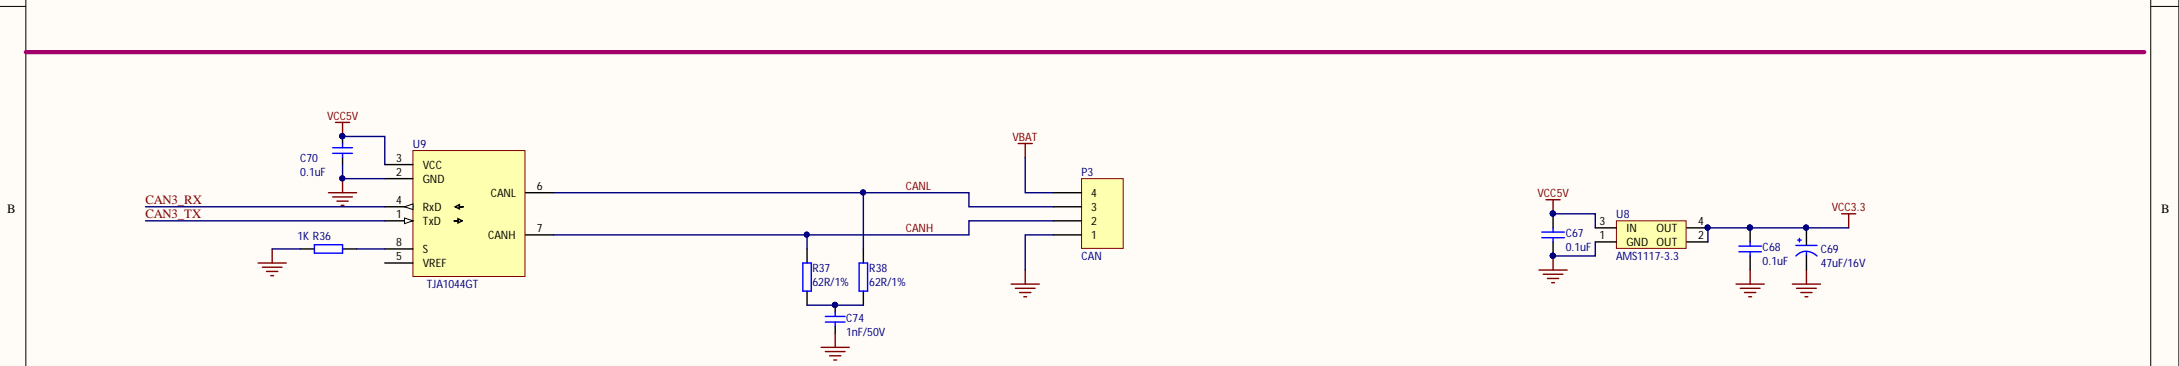 VCC5V
C70
0.1uF
U9
3 VCC
2 GND
CAN3_RX 4 RxD
CAN3_TX 1 TxD
1K R36 8 S
5 VREF
CANL 6
CANH 7
TJA1044GT
CANL
CANH
R37
62R/1%
R38
62R/1%
C74
1nF/50V
VBAT
P3
4
3
2
1
CAN
VCC5V
C67
0.1uF
U8
3 IN OUT 4
1 GND OUT 2
AMS1117-3.3
C68
0.1uF
+
C69
47uF/16V
VCC3.3
B
B